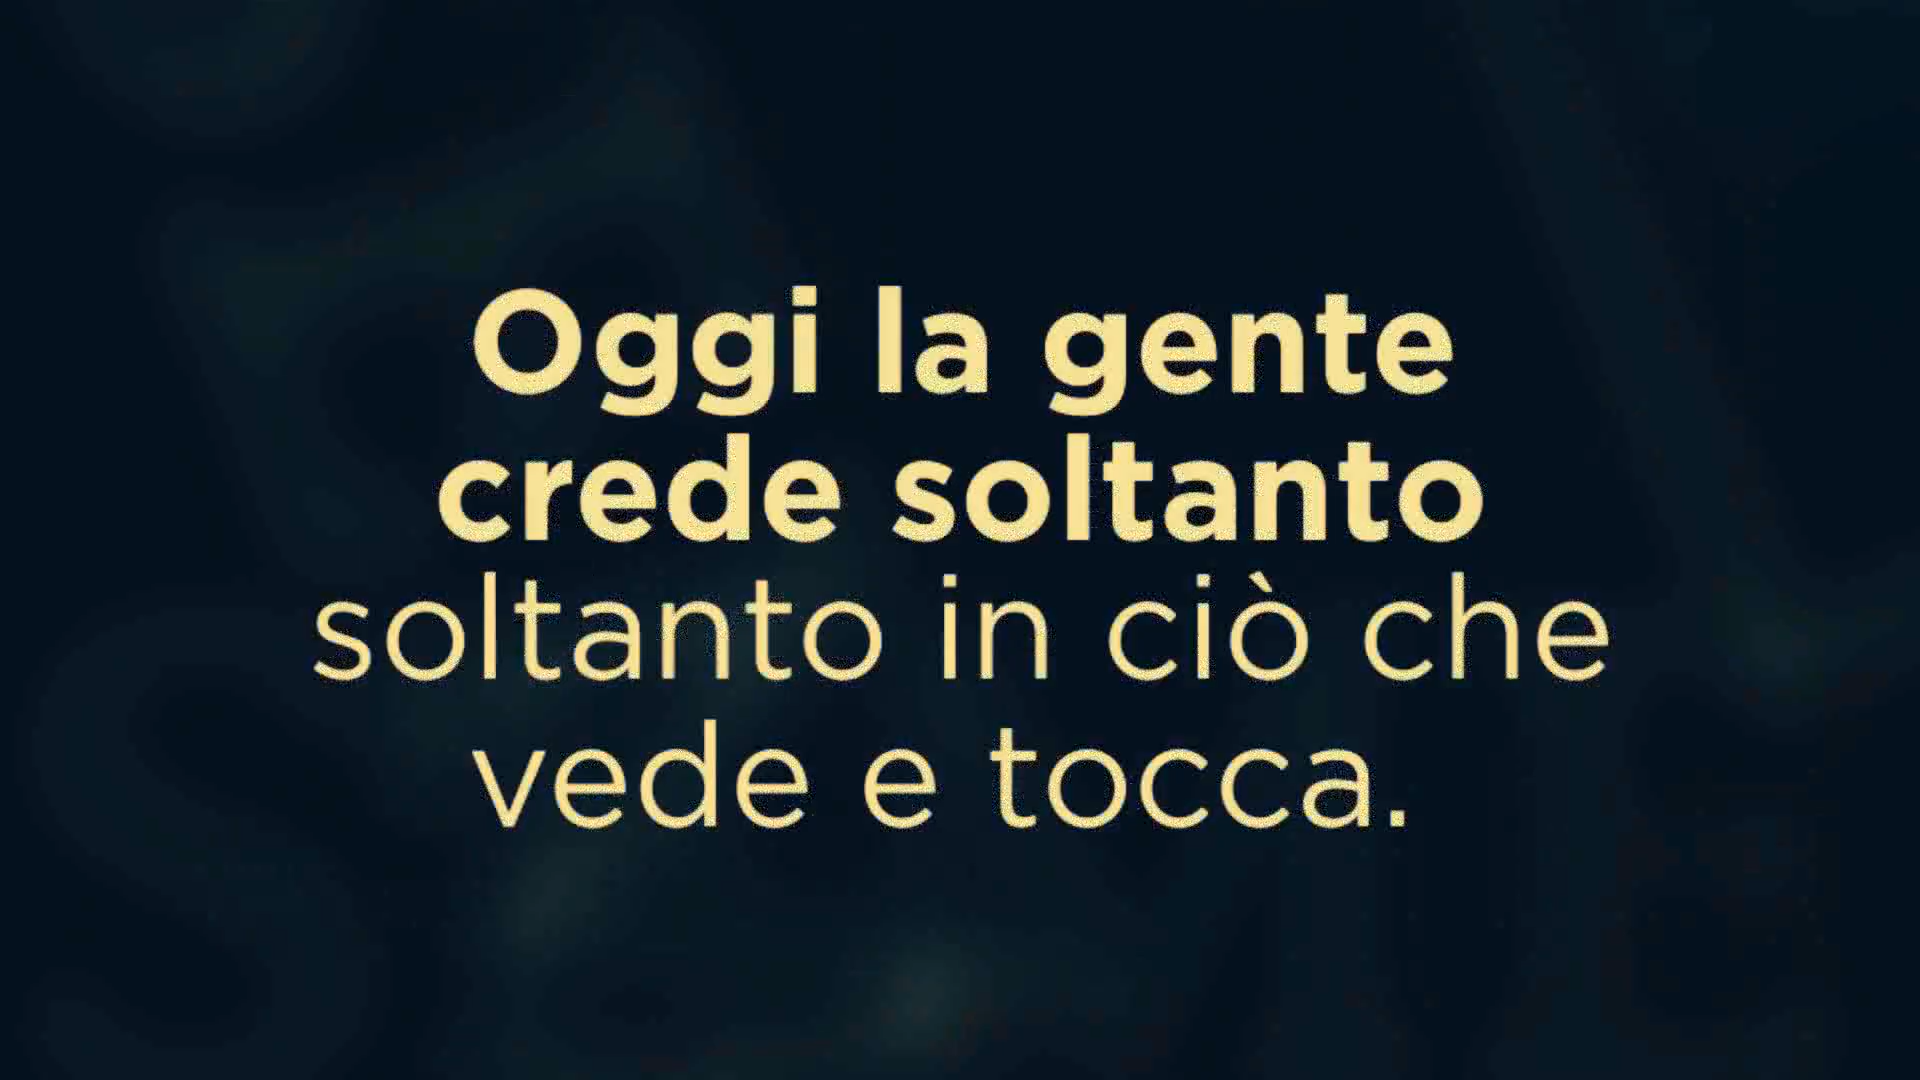 Oggi la gente
crede soltanto
soltanto in ciò che
vede e tocca.